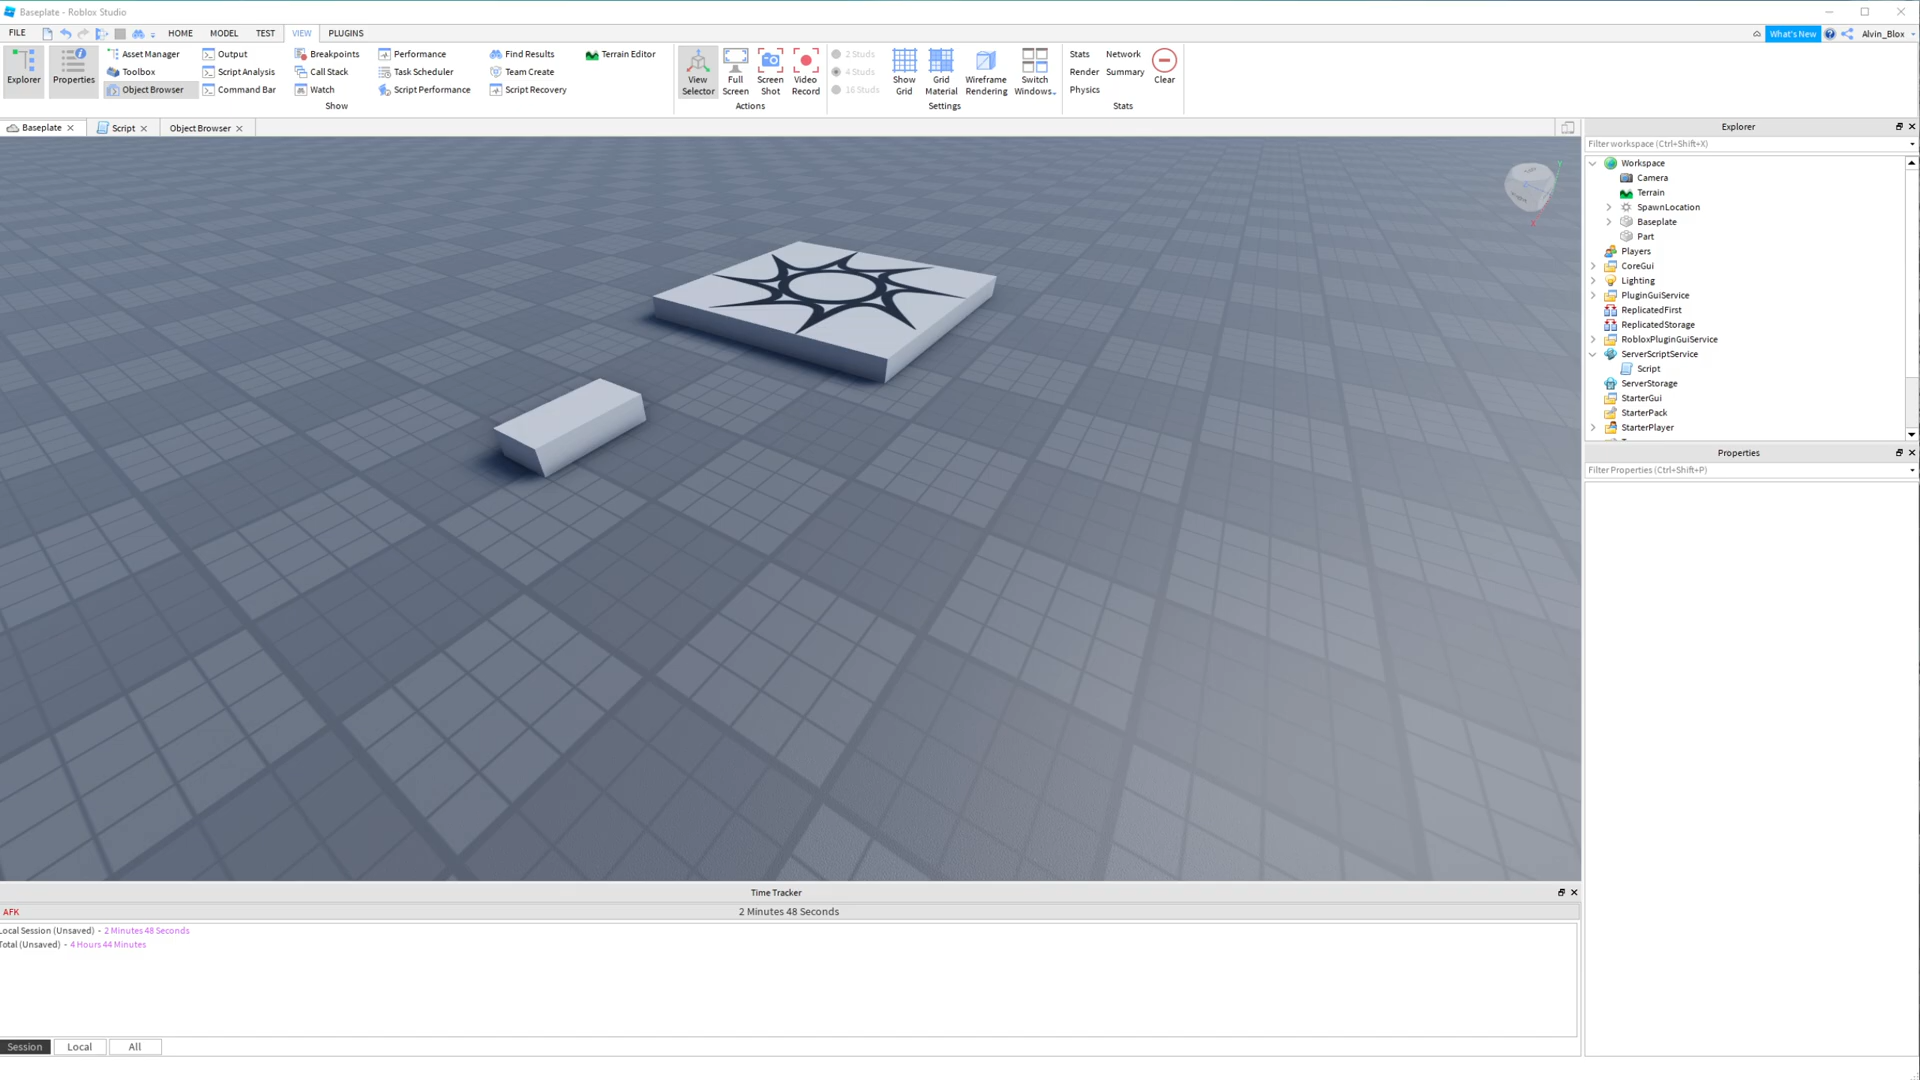 Baseplate - Roblox Studio
FILE HOME MODEL TEST VIEW PLUGINS What's New Alvin_Blox
Explorer
Properties
Asset Manager
Toolbox
Object Browser
Output
Script Analysis
Command Bar
Breakpoints
Call Stack
Watch
Performance
Task Scheduler
Script Performance
Find Results
Team Create
Script Recovery
Terrain Editor
Show
View
Selector
Full
Screen
Screen
Shot
Video
Record
Actions
2 Studs
4 Studs
16 Studs
Show
Grid
Grid
Material
Wireframe
Rendering
Switch
Windows
Settings
Stats
Render
Physics
Network
Summary
Clear
Stats
Baseplate Script Object Browser
Y
X
Explorer
Filter workspace (Ctrl+Shift+X)
Workspace
Camera
Terrain
SpawnLocation
Baseplate
Part
Players
CoreGui
Lighting
PluginGuiService
ReplicatedFirst
ReplicatedStorage
RobloxPluginGuiService
ServerScriptService
Script
ServerStorage
StarterGui
StarterPack
StarterPlayer
Properties
Filter Properties (Ctrl+Shift+P)
Time Tracker
AFK 2 Minutes 48 Seconds
Local Session (Unsaved) - 2 Minutes 48 Seconds
Total (Unsaved) - 4 Hours 44 Minutes
Session Local All